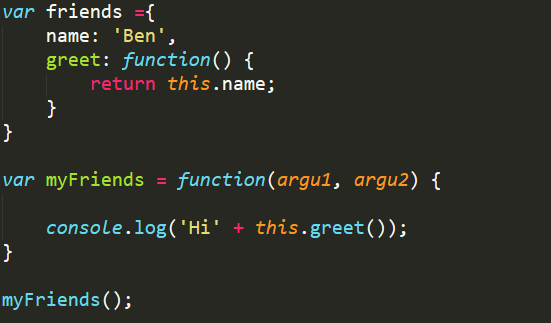 var friends ={
    name: 'Ben',
    greet: function() {
        return this.name;
    }
}
var myFriends = function(argu1, argu2) {
    console.log('Hi' + this.greet());
}
myFriends();